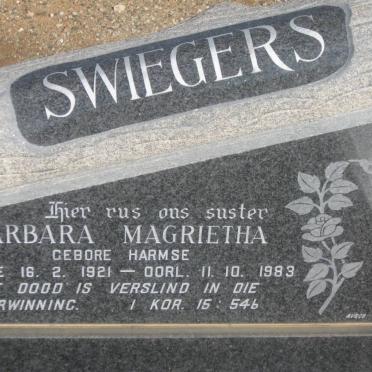 SWIEGERS
Hier rus ons suster
ARBARA MAGRIETHA
GEBORE HARMSE
E 16. 2. 1921 — OORL. 11. 10. 1983
E DOOD IS VERSLIND IN DIE
RWINNING. 1 KOR. 15: 54b